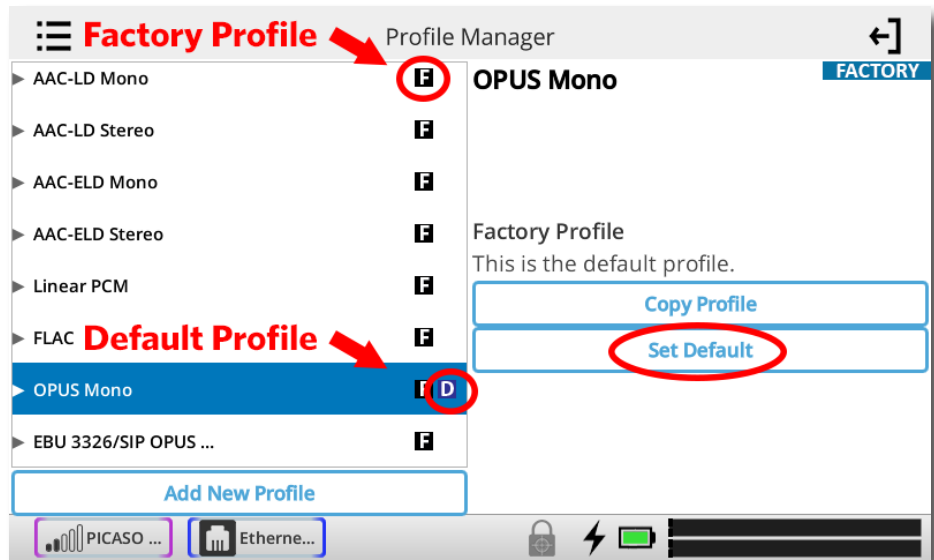 Factory Profile
Profile Manager
AAC-LD Mono F
AAC-LD Stereo F
AAC-ELD Mono F
AAC-ELD Stereo F
Linear PCM F
FLAC F
Default Profile
OPUS Mono F D
EBU 3326/SIP OPUS ... F
Add New Profile
FACTORY
OPUS Mono
Factory Profile
This is the default profile.
Copy Profile
Set Default
PICASO ...
Etherne...